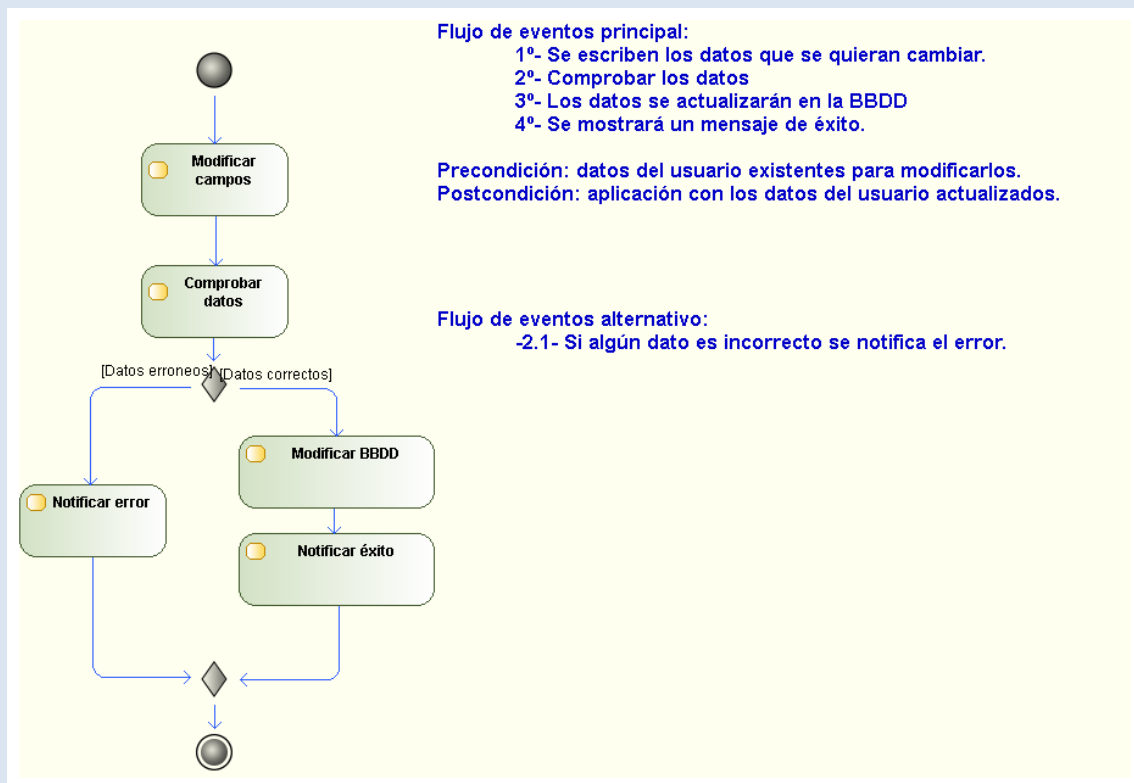 Flujo de eventos principal:
1º- Se escriben los datos que se quieran cambiar.
2º- Comprobar los datos
3º- Los datos se actualizarán en la BBDD
4º- Se mostrará un mensaje de éxito.
Precondición: datos del usuario existentes para modificarlos.
Postcondición: aplicación con los datos del usuario actualizados.
Flujo de eventos alternativo:
-2.1- Si algún dato es incorrecto se notifica el error.
Modificar
campos
Comprobar
datos
[Datos erroneos]
[Datos correctos]
Modificar BBDD
Notificar error
Notificar éxito